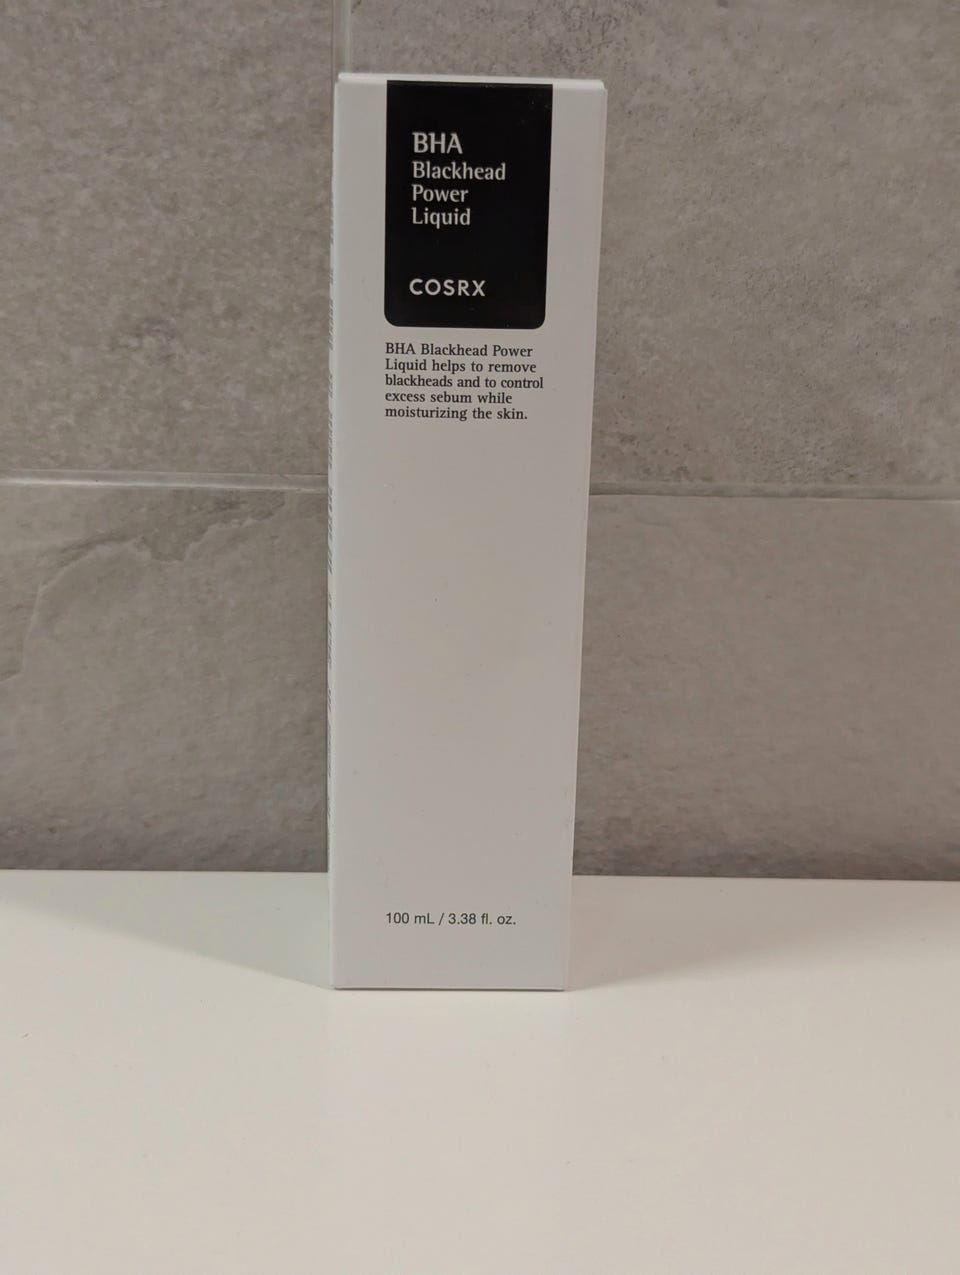 BHA
Blackhead
Power
Liquid
COSRX
BHA Blackhead Power
Liquid helps to remove
blackheads and to control
excess sebum while
moisturizing the skin.
100 mL / 3.38 fl. oz.